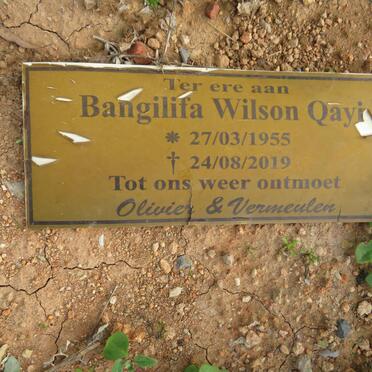 Ter ere aan
Bangilifa Wilson Qayi
* 27/03/1955
† 24/08/2019
Tot ons weer ontmoet
Olivier & Vermeulen